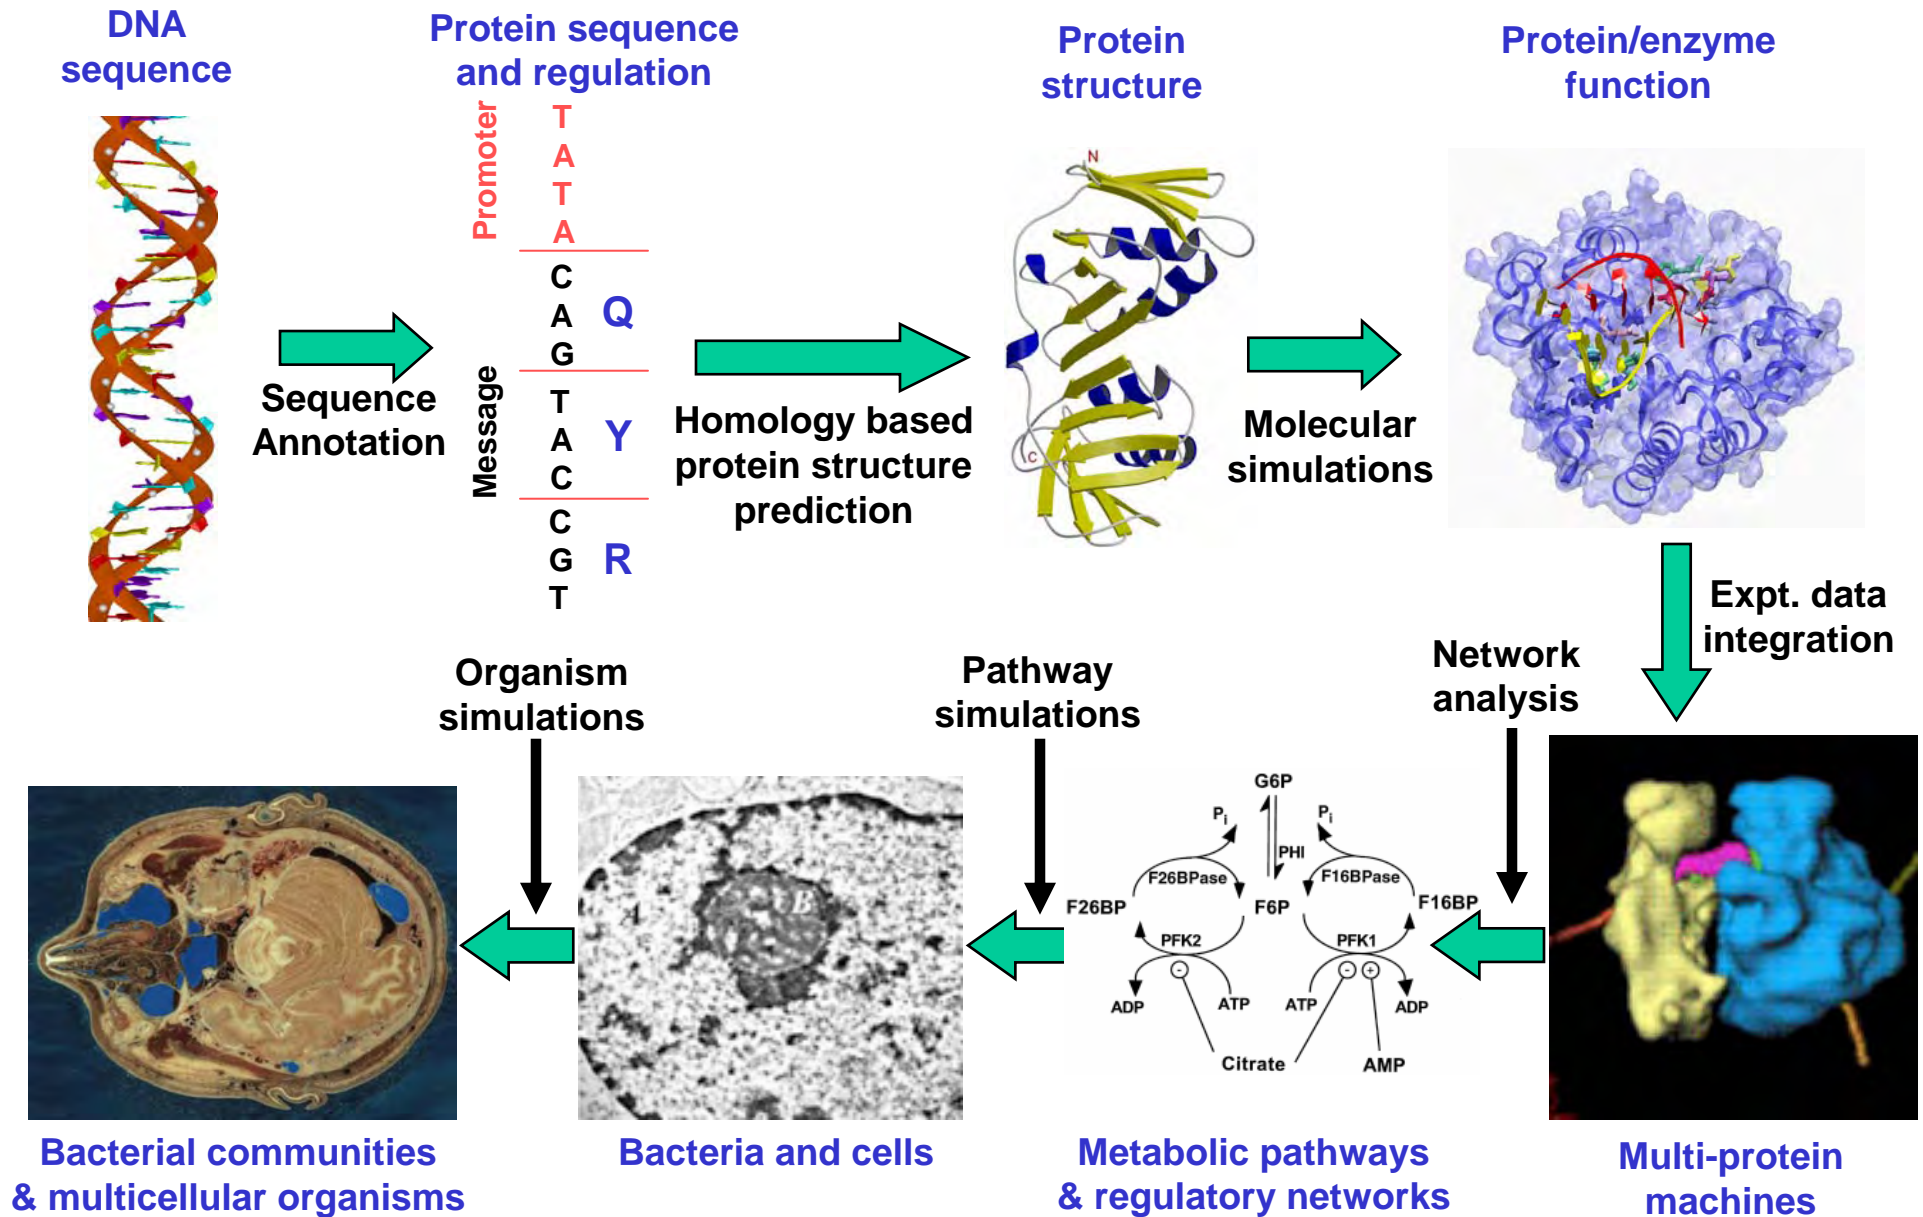 DNA
sequence
Protein sequence
and regulation
Protein
structure
Protein/enzyme
function
Promoter
T
A
T
A
Message
C
A
G
Q
T
A
C
Y
C
G
T
R
N
C
Sequence
Annotation
Homology based
protein structure
prediction
Molecular
simulations
Expt. data
integration
Network
analysis
Pathway
simulations
Organism
simulations
A
B
G6P
Pi
Pi
PHI
F26BPase
F16BPase
F26BP
F6P
F16BP
PFK2
PFK1
-
-
+
ADP
ATP
ATP
ADP
Citrate
AMP
Bacterial communities
& multicellular organisms
Bacteria and cells
Metabolic pathways
& regulatory networks
Multi-protein
machines